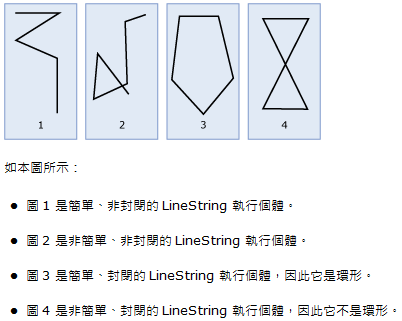 1
2
3
4
如本圖所示：
● 圖 1 是簡單、非封閉的 LineString 執行個體。
● 圖 2 是非簡單、非封閉的 LineString 執行個體。
● 圖 3 是簡單、封閉的 LineString 執行個體，因此它是環形。
● 圖 4 是非簡單、封閉的 LineString 執行個體，因此它不是環形。